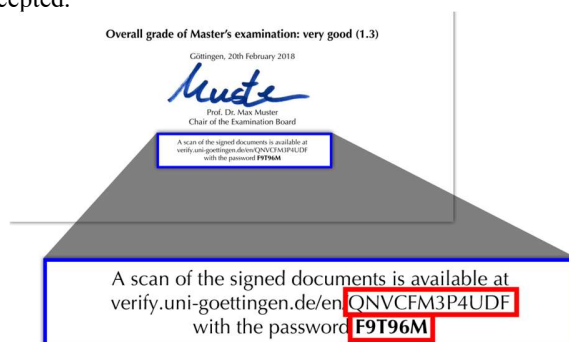 cepted.
Overall grade of Master's examination: very good (1.3)
Göttingen, 20th February 2018
Muste
Prof. Dr. Max Muster
Chair of the Examination Board
A scan of the signed documents is available at
verify.uni-goettingen.de/en/QNVCFM3P4UDF
with the password F9T96M
A scan of the signed documents is available at
verify.uni-goettingen.de/en/QNVCFM3P4UDF
with the password F9T96M